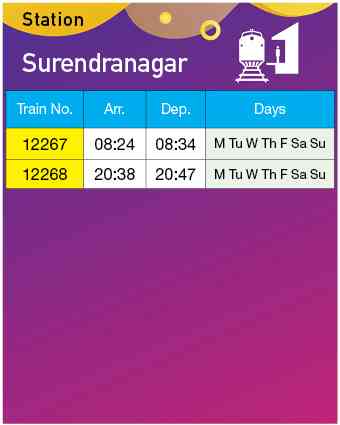 Station
Surendranagar
Train No. Arr. Dep. Days
12267 08:24 08:34 M Tu W Th F Sa Su
12268 20:38 20:47 M Tu W Th F Sa Su